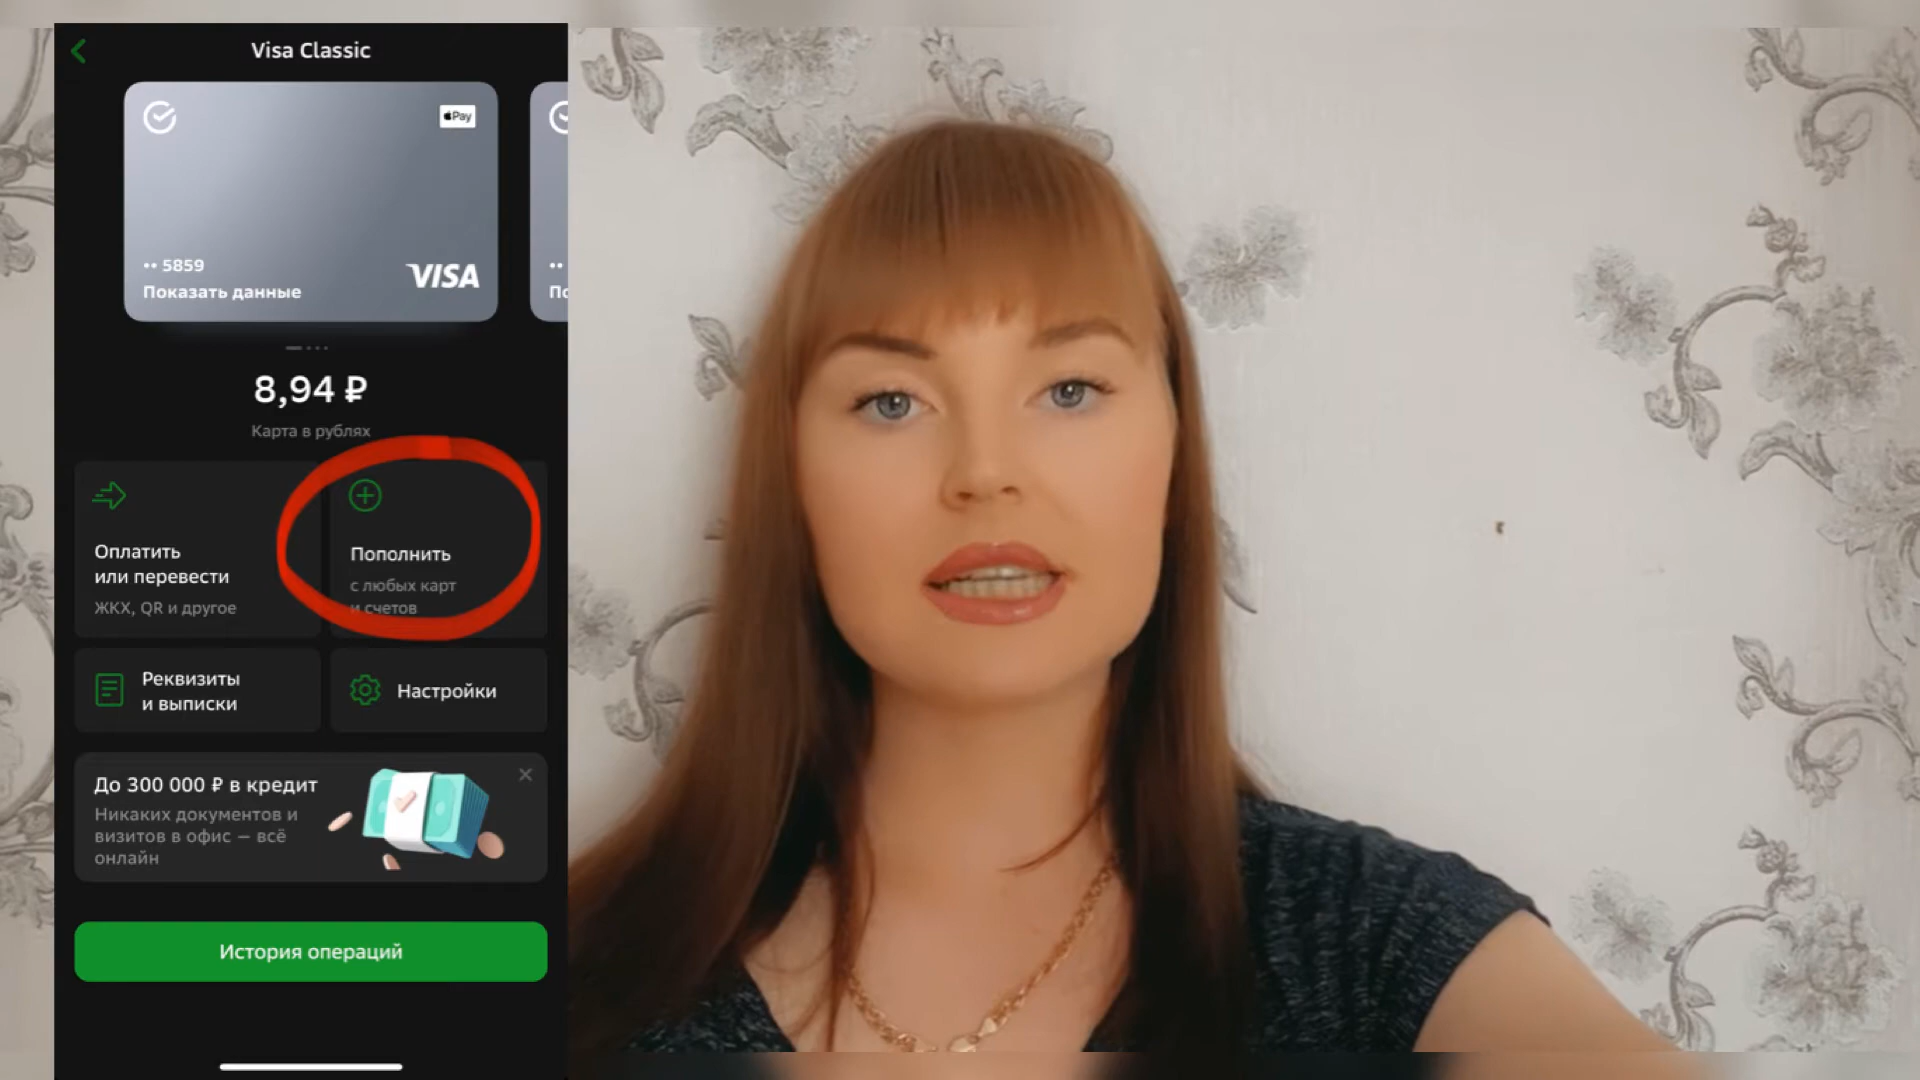 Visa Classic
Pay
•• 5859
Показать данные
VISA
••
8,94 ₽
Карта в рублях
Оплатить
или перевести
ЖКХ, QR и другое
Пополнить
с любых карт
и счетов
Реквизиты
и выписки
Настройки
До 300 000 ₽ в кредит
Никаких документов и
визитов в офис — всё
онлайн
История операций